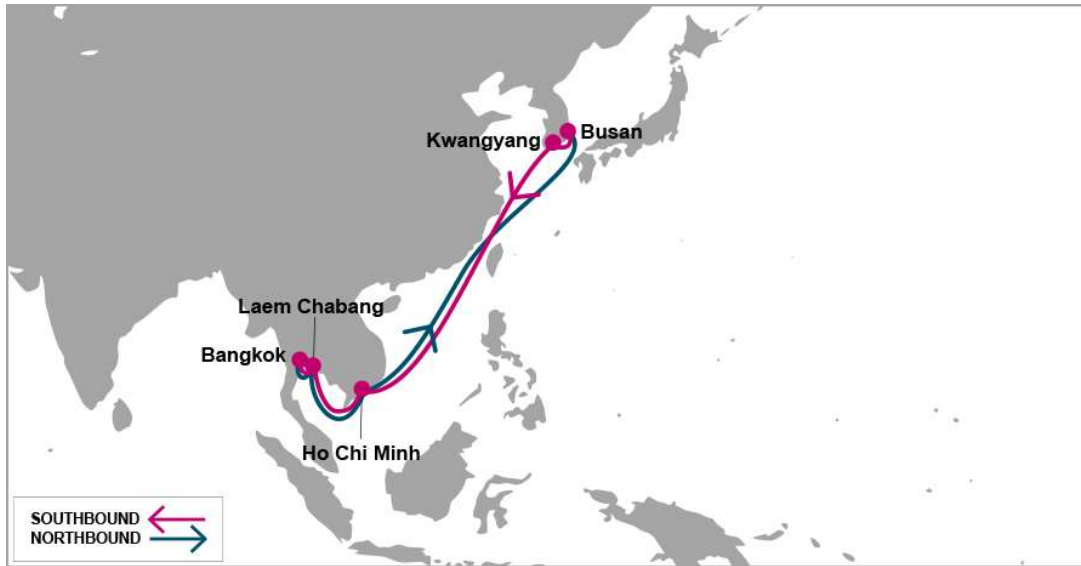 Busan
Kwangyang
Laem Chabang
Bangkok
Ho Chi Minh
SOUTHBOUND
NORTHBOUND